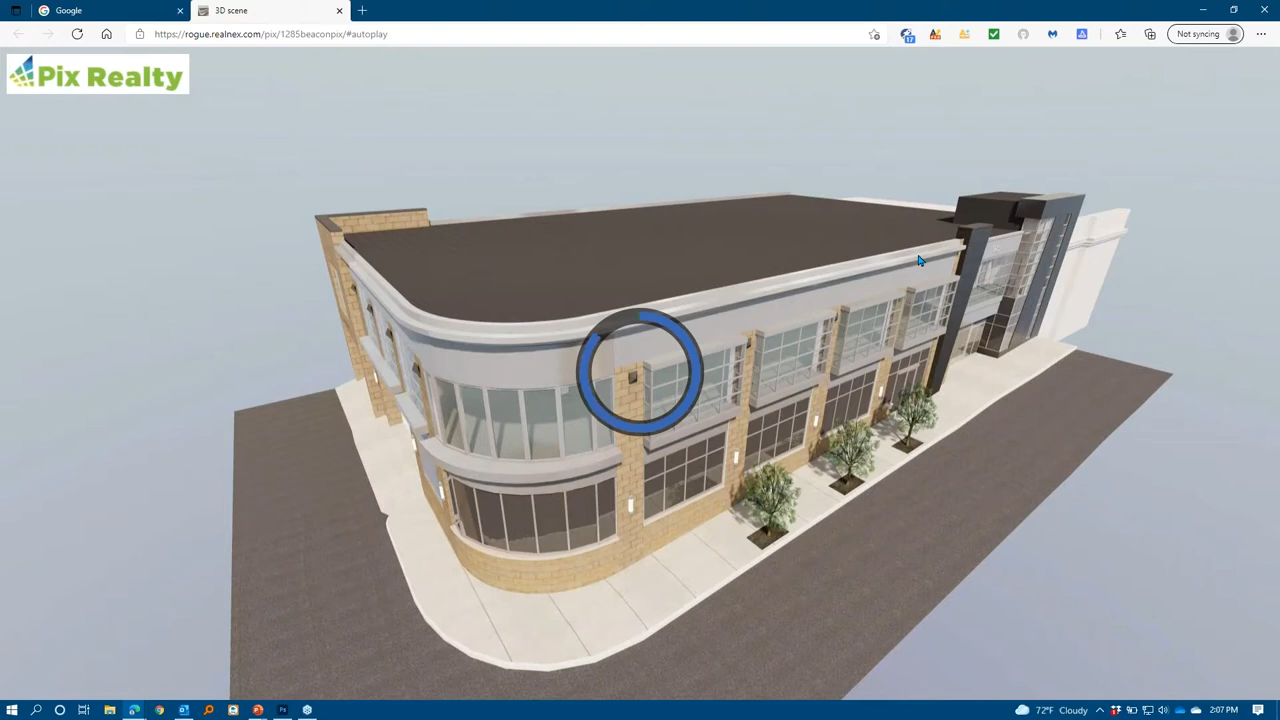 Google
3D scene
https://rogue.realnex.com/pix/1285beaconpix/#autoplay
17
Not syncing
Pix Realty
72°F Cloudy
2:07 PM